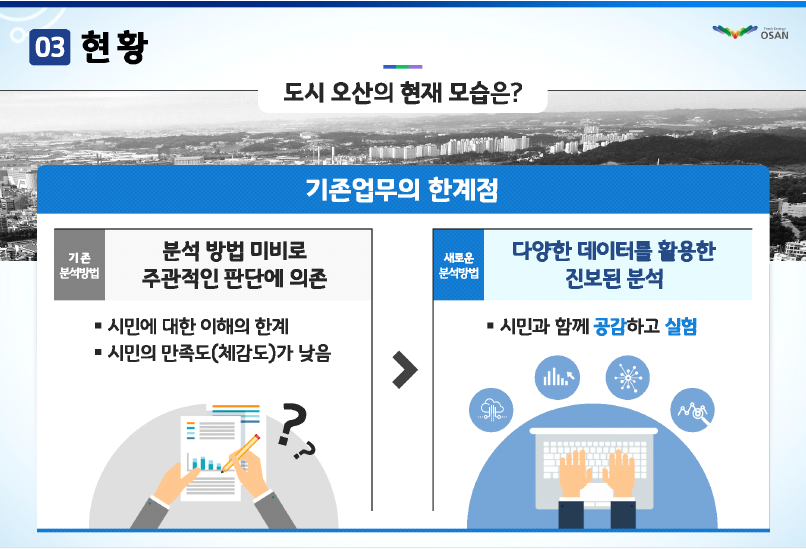 03 현황
Fresh Energy
OSAN
도시 오산의 현재 모습은?
기존업무의 한계점
기존
분석방법
분석 방법 미비로
주관적인 판단에 의존
▪ 시민에 대한 이해의 한계
▪ 시민의 만족도(체감도)가 낮음
새로운
분석방법
다양한 데이터를 활용한
진보된 분석
▪ 시민과 함께 공감하고 실험